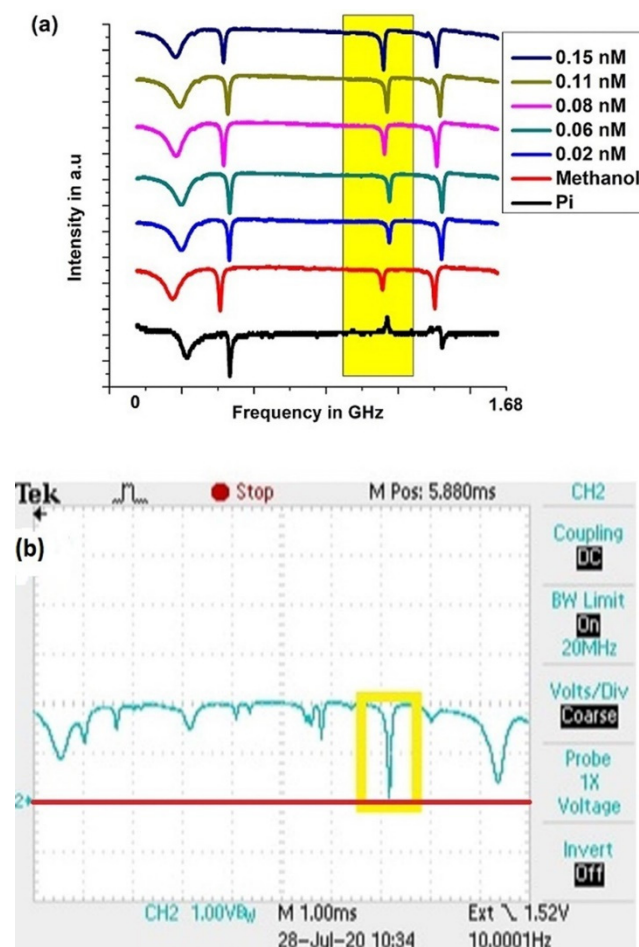 (a)
Intensity in a.u
0.15 nM
0.11 nM
0.08 nM
0.06 nM
0.02 nM
Methanol
Pi
0
Frequency in GHz
1.68
Tek
Stop
M Pos: 5.880ms
CH2
(b)
Coupling
DC
BW Limit
On
20MHz
Volts/Div
Coarse
Probe
1X
Voltage
2
Invert
Off
CH2 1.00VBW
M 1.00ms
Ext 1.52V
28-Jul-20 10:34
10.0001Hz